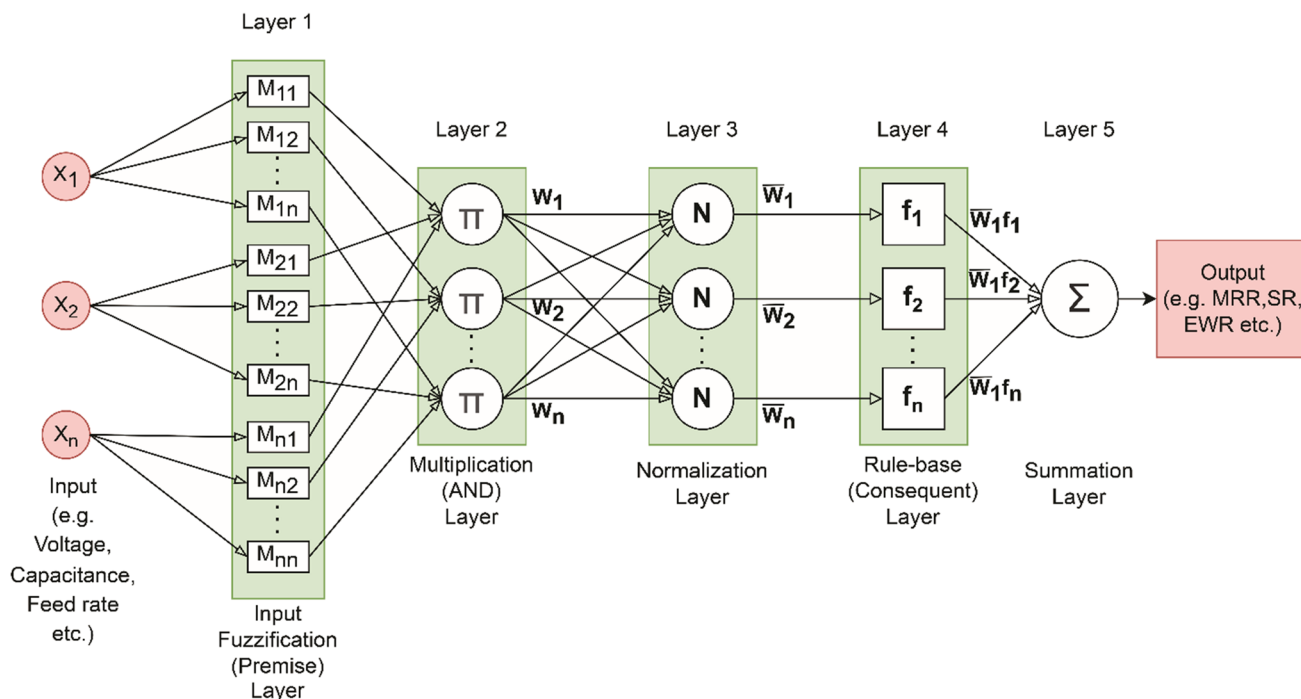 Layer 1
M11
M12
M1n
M21
M22
M2n
Mn1
Mn2
Mnn
X1
X2
Xn
Input
(e.g.
Voltage,
Capacitance,
Feed rate
etc.)
Input
Fuzzification
(Premise)
Layer
Layer 2
Π
Π
Π
W1
W2
Wn
Multiplication
(AND)
Layer
Layer 3
N
N
N
W̅1
W̅2
W̅n
Normalization
Layer
Layer 4
f1
f2
fn
W̅1f1
W̅1f2
W̅1fn
Rule-base
(Consequent)
Layer
Layer 5
Σ
Summation
Layer
Output
(e.g. MRR,SR,
EWR etc.)